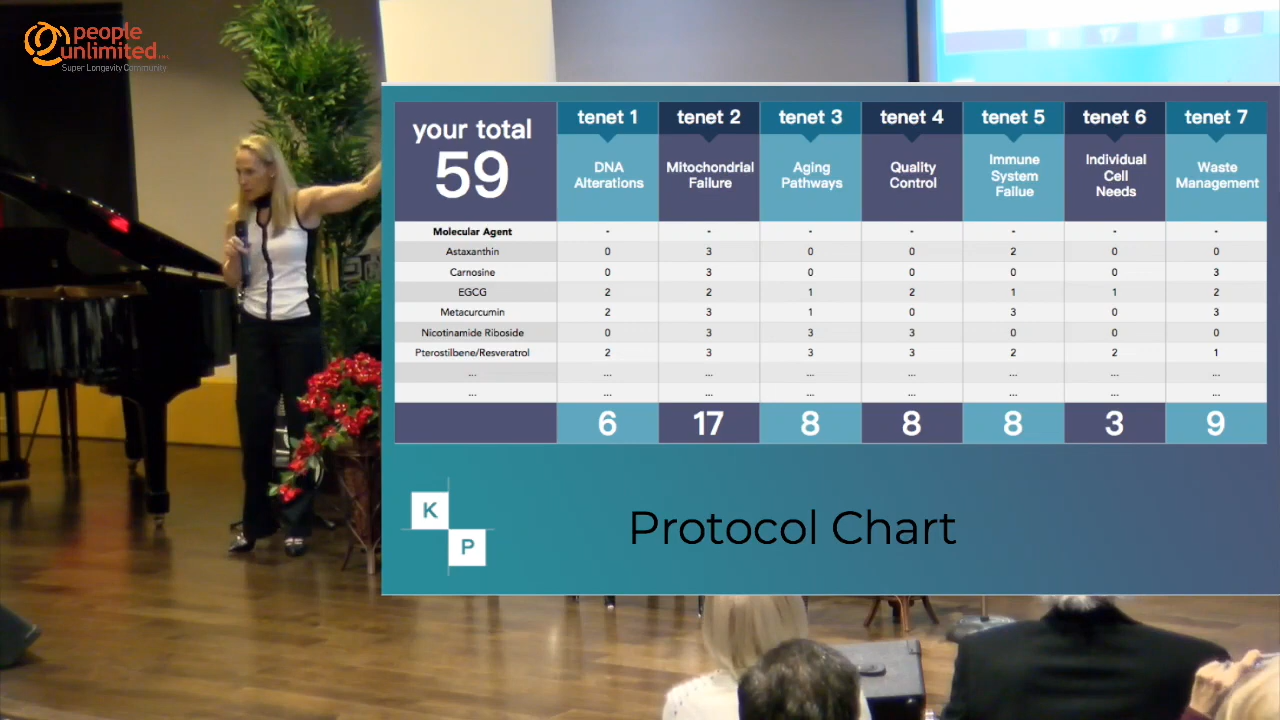 people
unlimited INC.
Super Longevity Community
your total
59
tenet 1 tenet 2 tenet 3 tenet 4 tenet 5 tenet 6 tenet 7
DNA Alterations Mitochondrial Failure Aging Pathways Quality Control Immune System Failue Individual Cell Needs Waste Management
Molecular Agent - - - - - - -
Astaxanthin 0 3 0 0 2 0 0
Carnosine 0 3 0 0 0 0 3
EGCG 2 2 1 2 1 1 2
Metacurcumin 2 3 1 0 3 0 3
Nicotinamide Riboside 0 3 3 3 0 0 0
Pterostilbene/Resveratrol 2 3 3 3 2 2 1
... ... ... ... ... ... ... ...
... ... ... ... ... ... ... ...
6 17 8 8 8 3 9
K
P
Protocol Chart